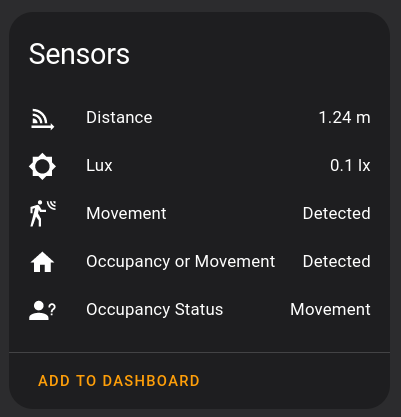 Sensors
Distance 1.24 m
Lux 0.1 lx
Movement Detected
Occupancy or Movement Detected
Occupancy Status Movement
ADD TO DASHBOARD